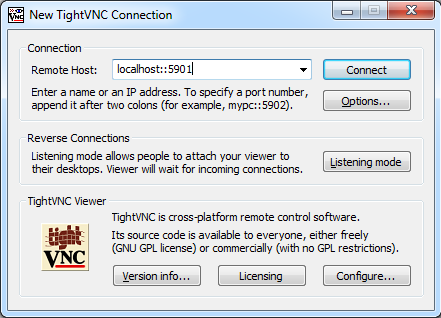 New TightVNC Connection
Connection
Remote Host: localhost::5901 Connect
Enter a name or an IP address. To specify a port number,
append it after two colons (for example, mypc::5902).
Options...
Reverse Connections
Listening mode allows people to attach your viewer to
their desktops. Viewer will wait for incoming connections.
Listening mode
TightVNC Viewer
tight
VNC
TightVNC is cross-platform remote control software.
Its source code is available to everyone, either freely
(GNU GPL license) or commercially (with no GPL restrictions).
Version info... Licensing Configure...